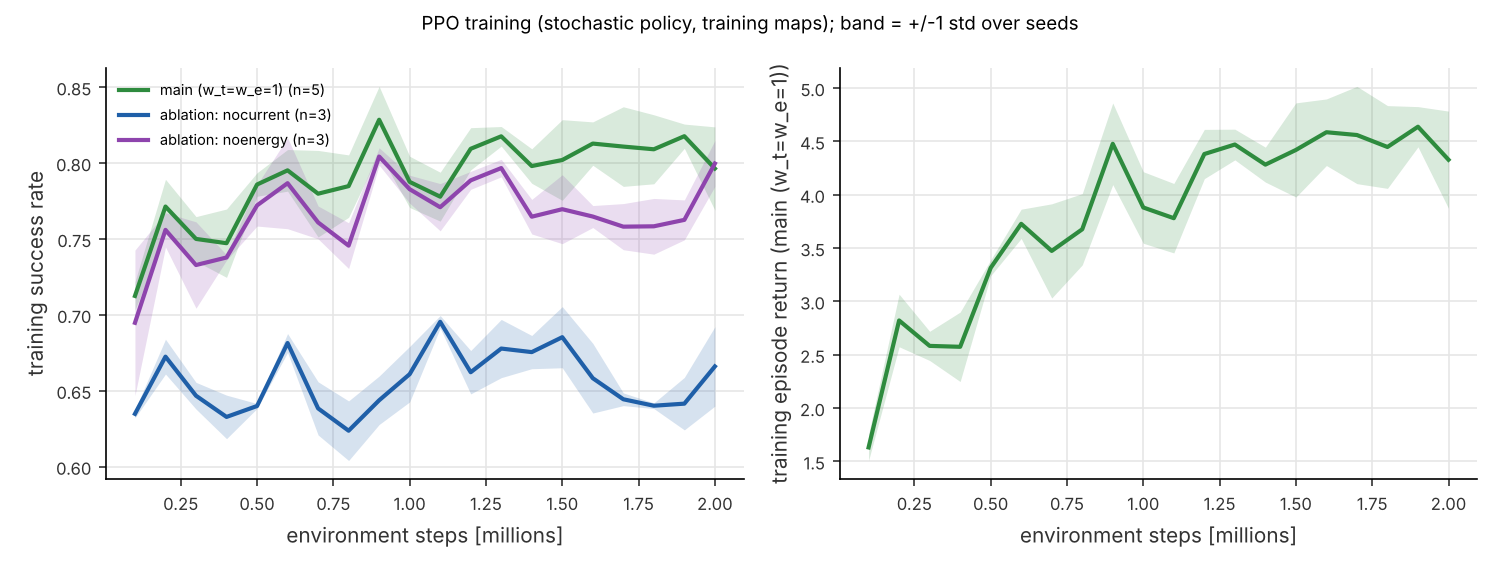 PPO training (stochastic policy, training maps); band = +/-1 std over seeds
training success rate
0.85
0.80
0.75
0.70
0.65
0.60
main (w_t=w_e=1) (n=5)
ablation: nocurrent (n=3)
ablation: noenergy (n=3)
0.25 0.50 0.75 1.00 1.25 1.50 1.75 2.00
environment steps [millions]
training episode return (main (w_t=w_e=1))
5.0
4.5
4.0
3.5
3.0
2.5
2.0
1.5
0.25 0.50 0.75 1.00 1.25 1.50 1.75 2.00
environment steps [millions]